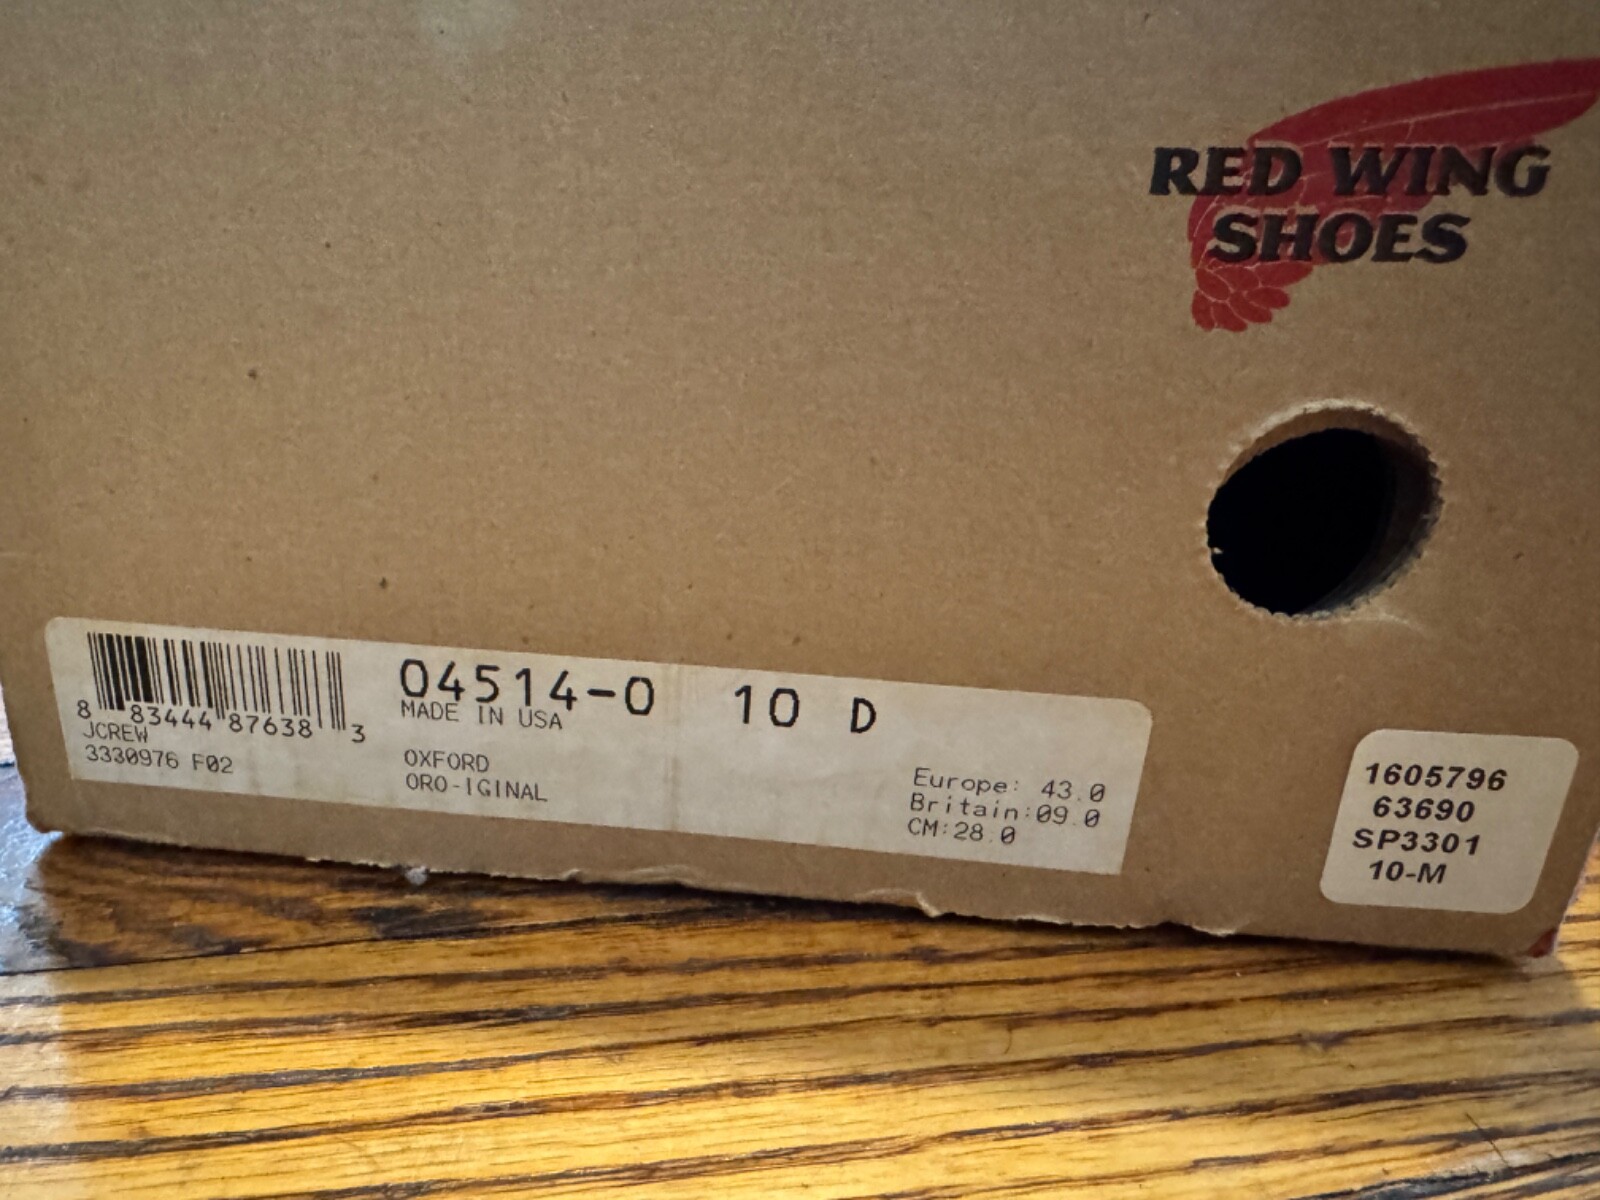 RED WING
SHOES
04514-0 10 D
MADE IN USA
8 83444 87638 3
JCREW
3330976 F02
OXFORD
ORO-IGINAL
Europe: 43.0
Britain:09.0
CM:28.0
1605796
63690
SP3301
10-M